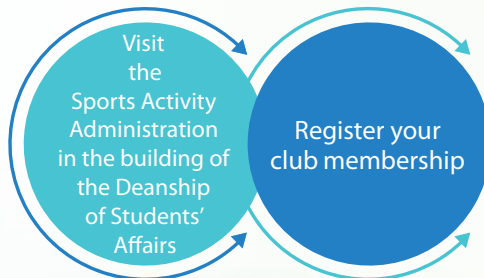 Visit
the
Sports Activity
Administration
in the building of
the Deanship
of Students’
Affairs
Register your
club membership